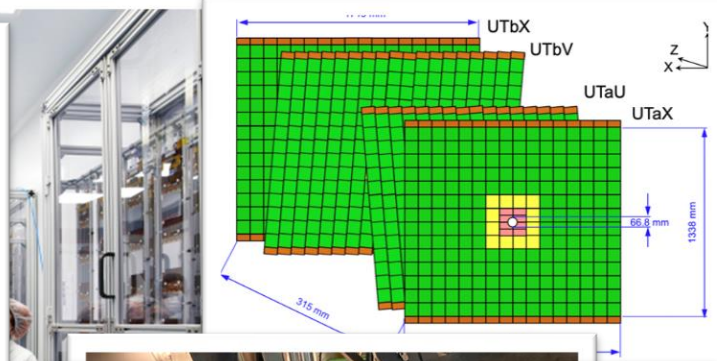 UTbX
UTbV
Y
Z
X
UTaU
UTaX
66.8 mm
1338 mm
315 mm